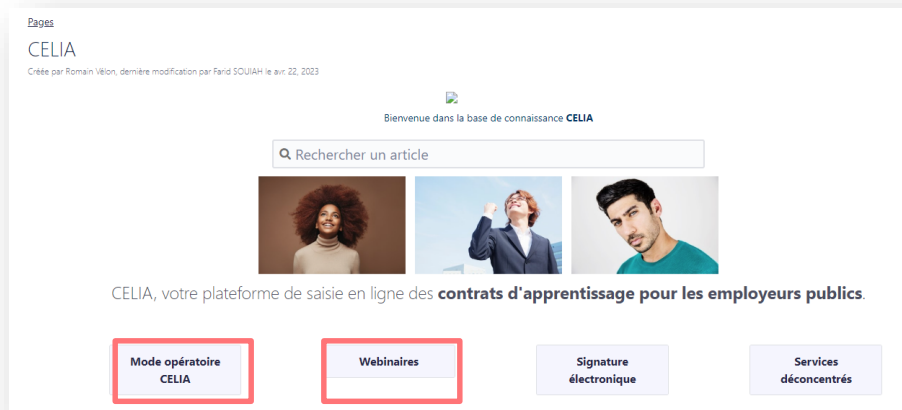 Pages
CELIA
Créée par Romain Vélon, dernière modification par Farid SOUIAH le avr. 22, 2023
Bienvenue dans la base de connaissance CELIA
Rechercher un article
CELIA, votre plateforme de saisie en ligne des contrats d'apprentissage pour les employeurs publics.
Mode opératoire
CELIA
Webinaires
Signature
électronique
Services
déconcentrés